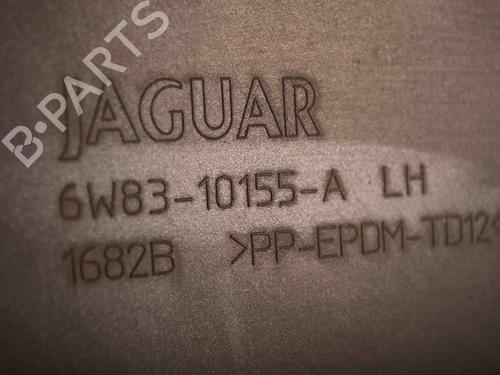 B-PARTS
JAGUAR
6W83-10155-A LH
1682B >PP-EPDM-TD12<